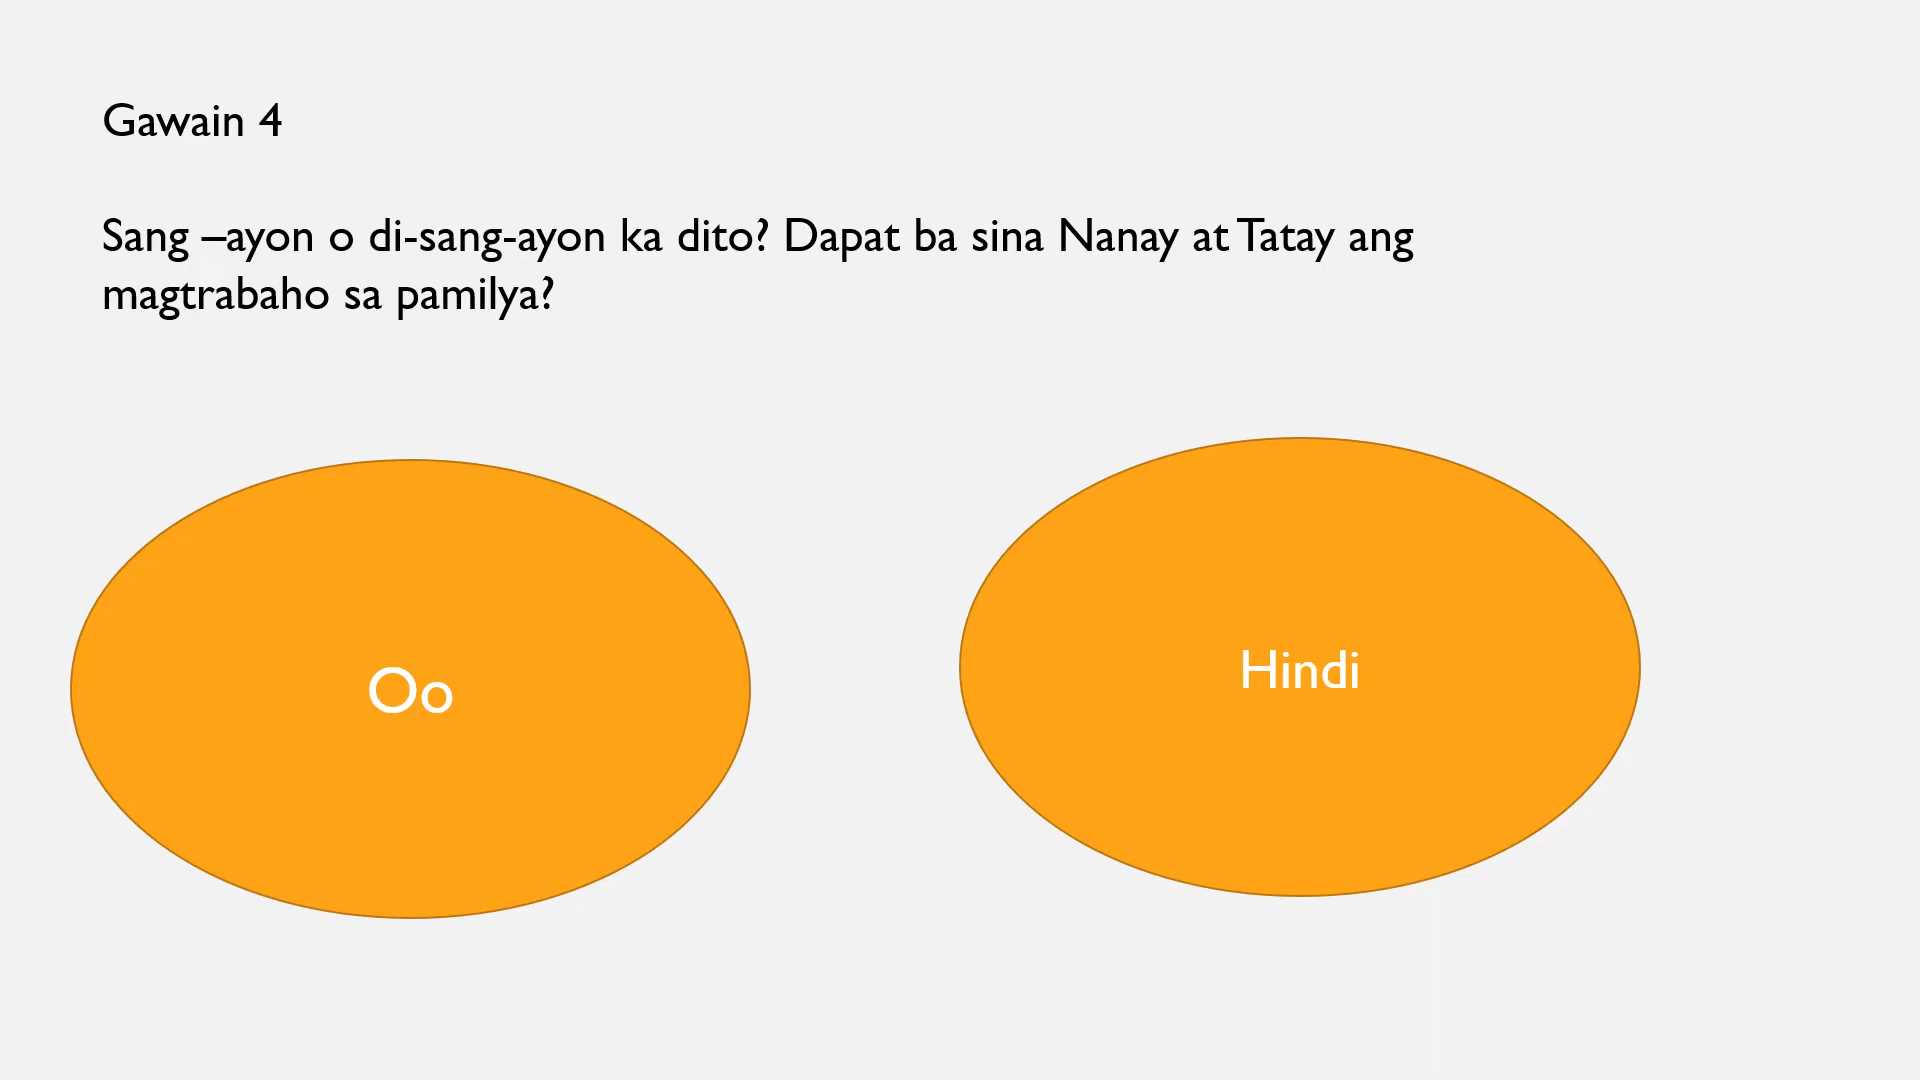 Gawain 4
Sang –ayon o di-sang-ayon ka dito? Dapat ba sina Nanay at Tatay ang
magtrabaho sa pamilya?
Oo
Hindi